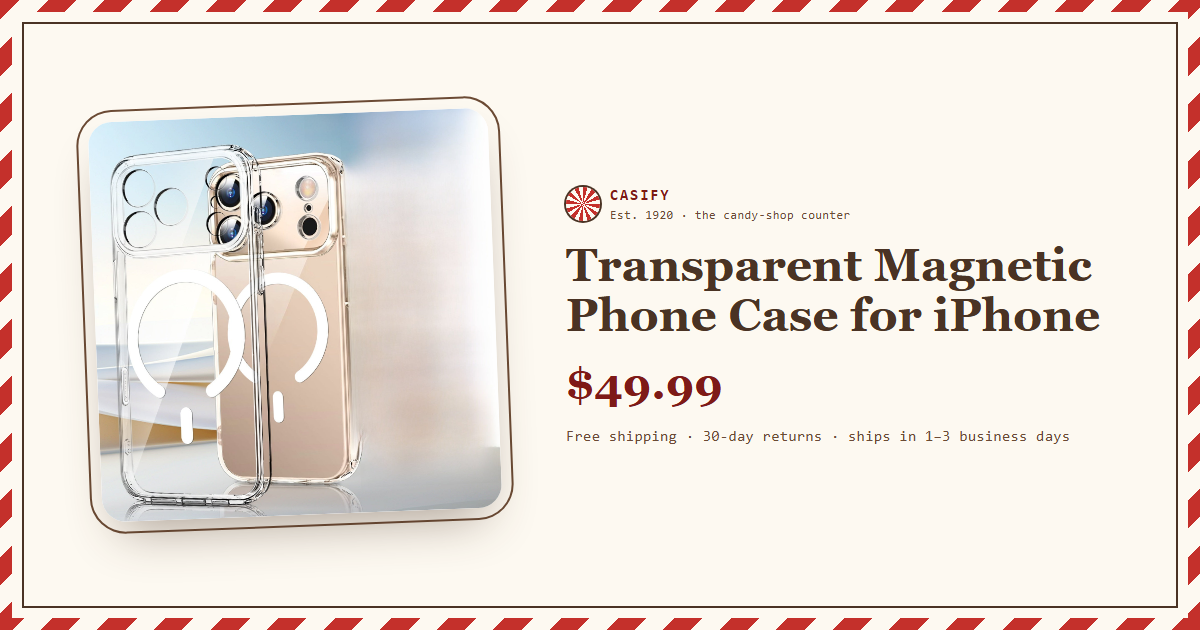 CASIFY
Est. 1920 · the candy-shop counter
Transparent Magnetic
Phone Case for iPhone
$49.99
Free shipping · 30-day returns · ships in 1–3 business days